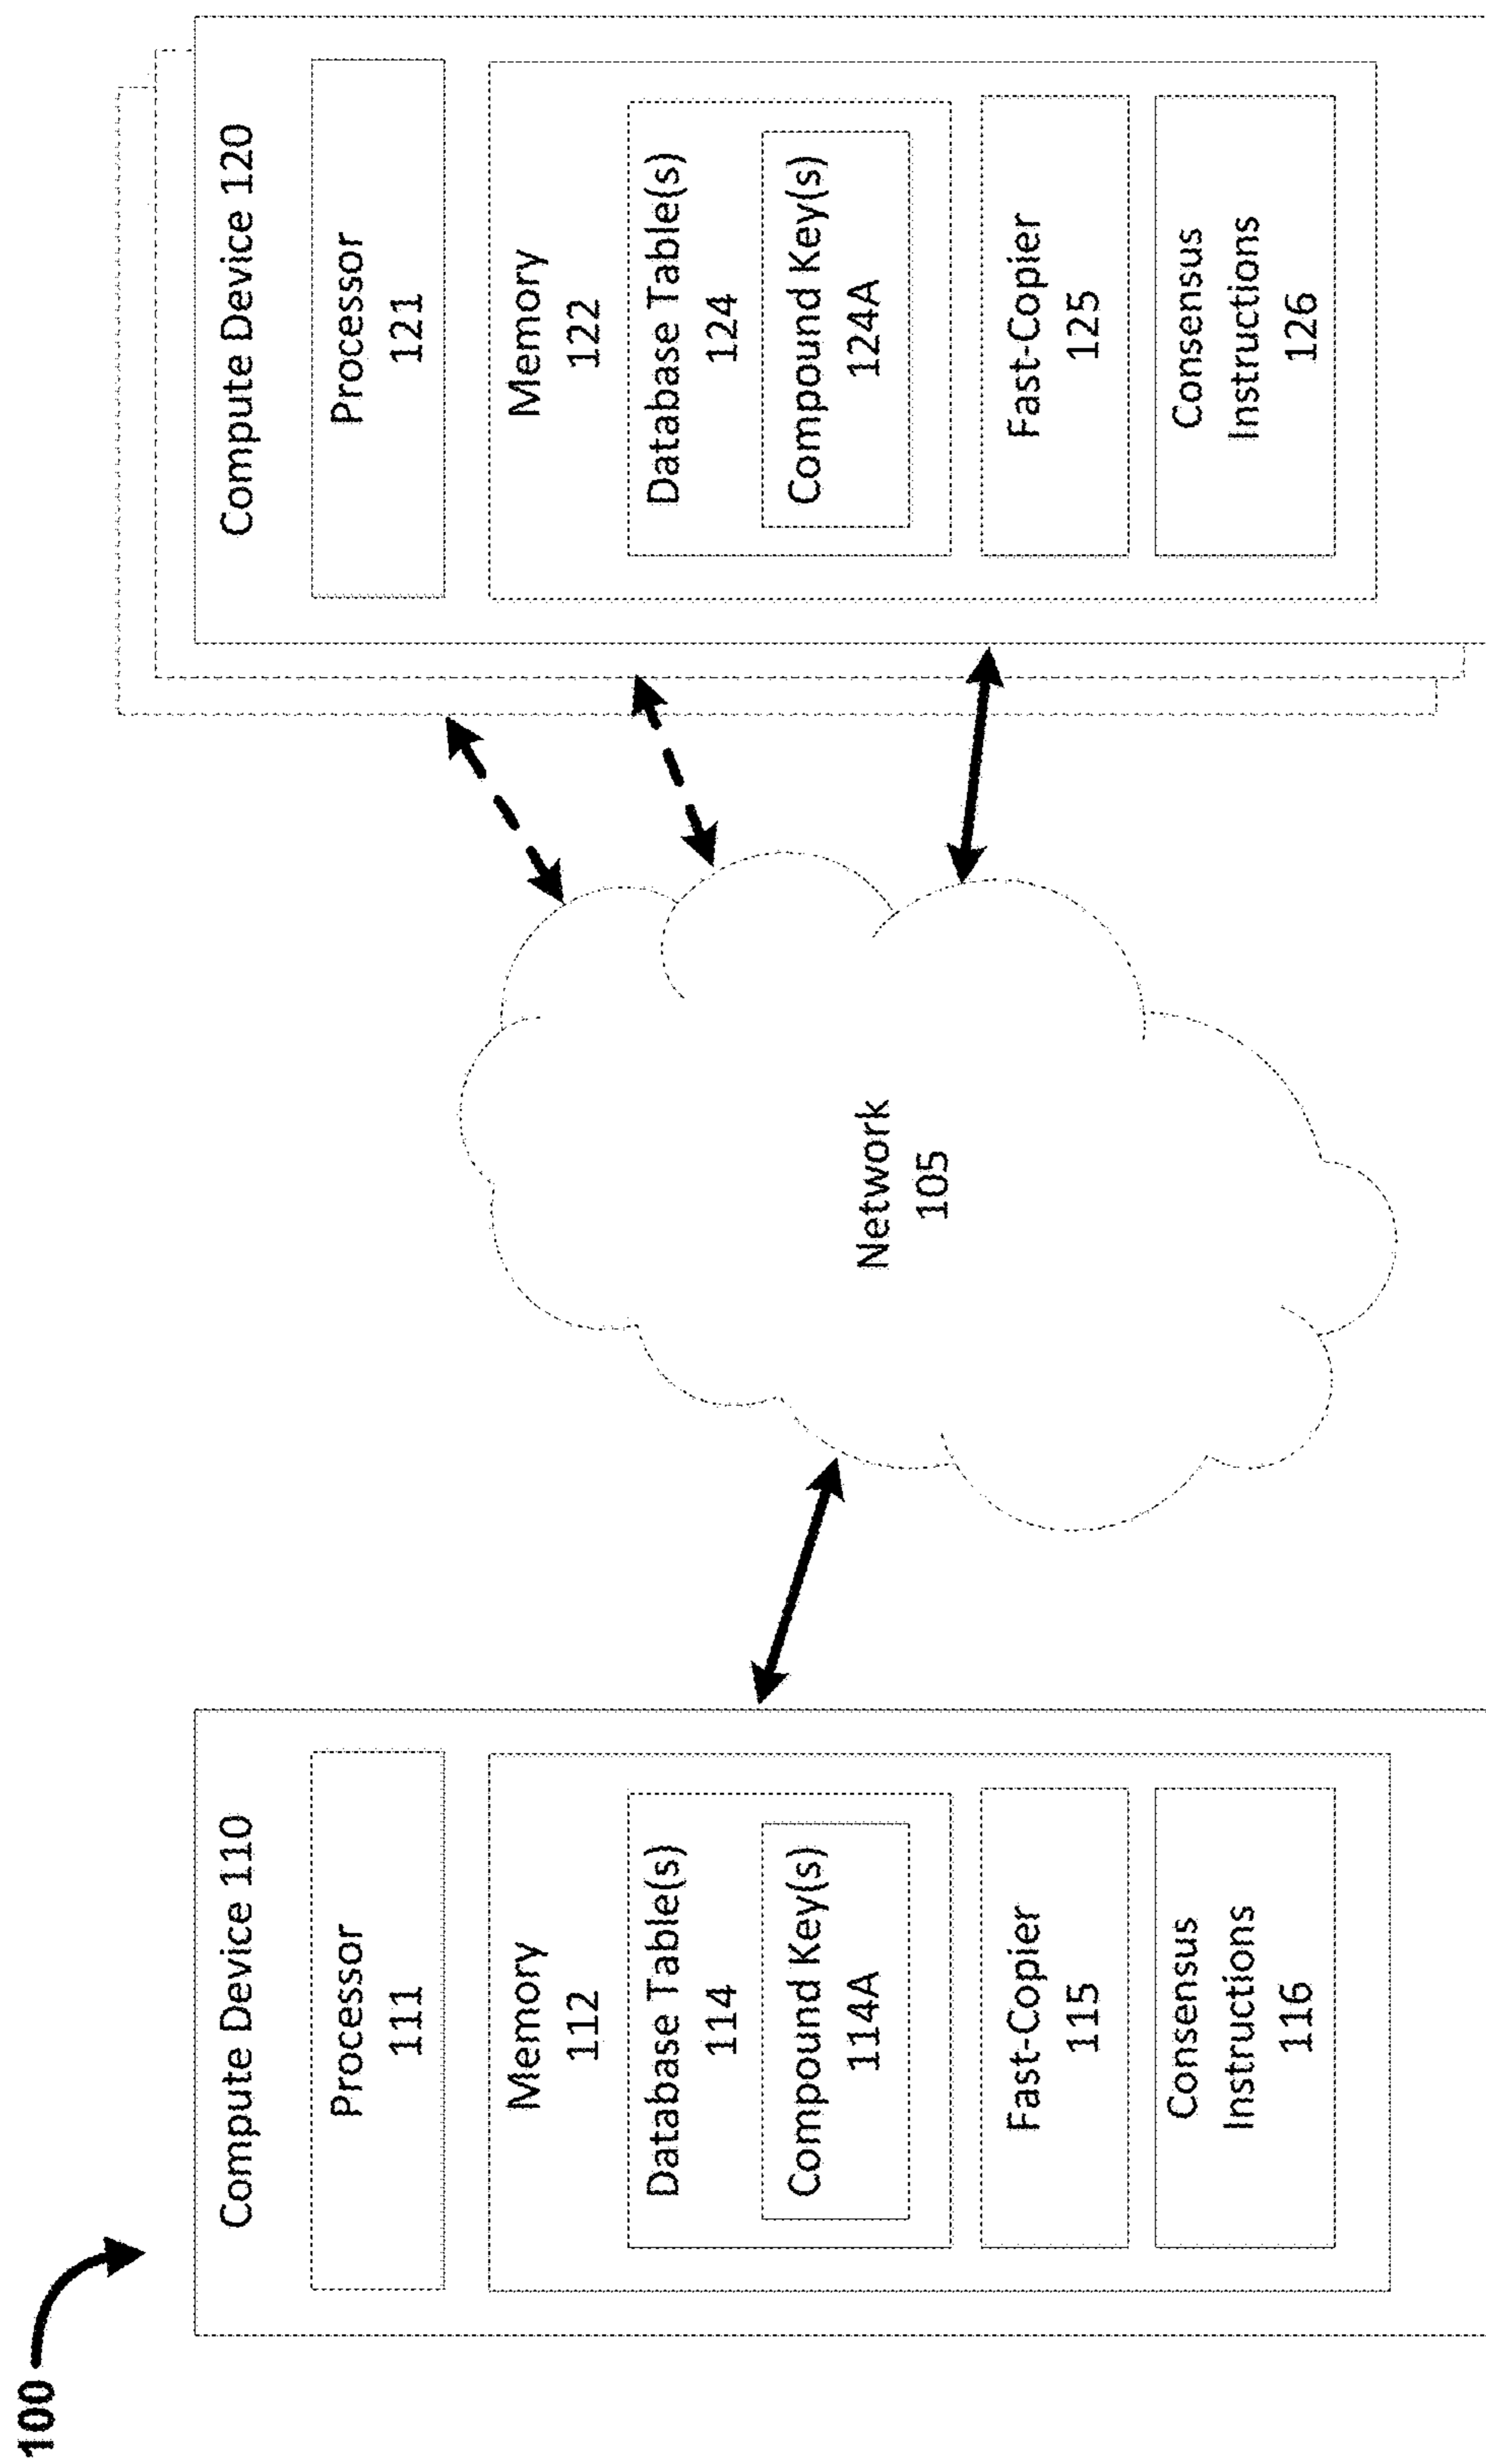 100
Compute Device 110
Processor
111
Memory
112
Database Table(s)
114
Compound Key(s)
114A
Fast-Copier
115
Consensus
Instructions
116
Network
105
Compute Device 120
Processor
121
Memory
122
Database Table(s)
124
Compound Key(s)
124A
Fast-Copier
125
Consensus
Instructions
126